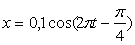 x = 0,1cos(2πt − π/4)